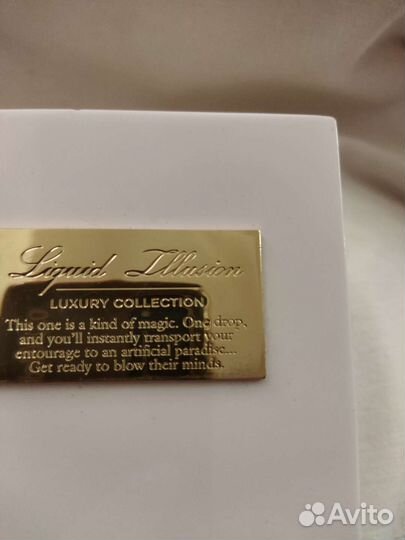 Liquid Illusion
LUXURY COLLECTION
This one is a kind of magic. One drop,
and you'll instantly transport your
entourage to an artificial paradise...
Get ready to blow their minds.
Avito